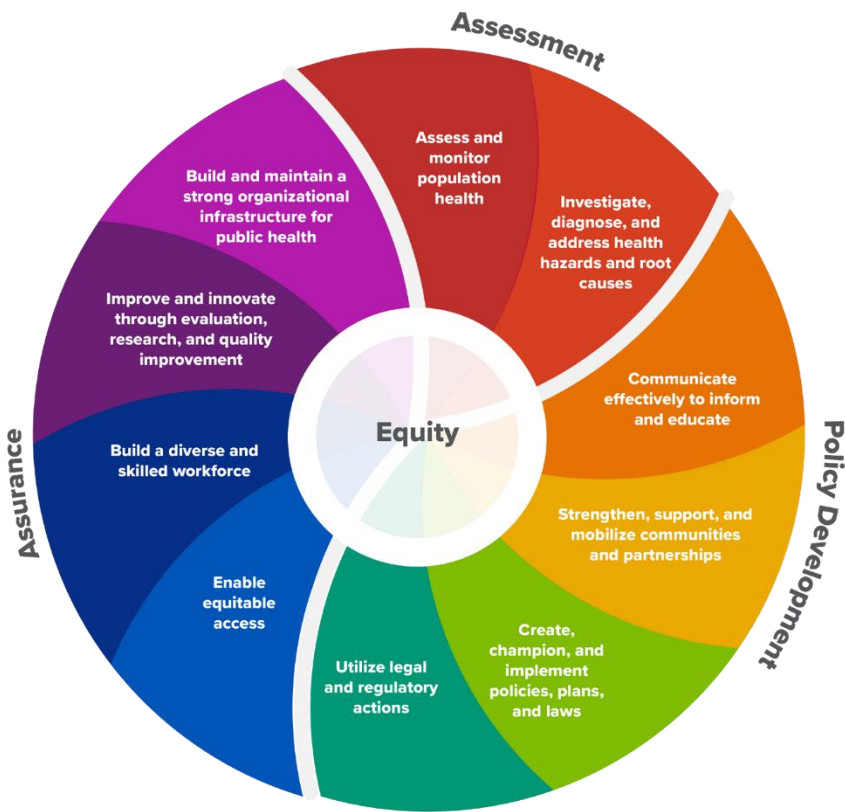 Assessment
Assess and
monitor
population
health
Investigate,
diagnose, and
address health
hazards and root
causes
Policy Development
Communicate
effectively to inform
and educate
Strengthen, support, and
mobilize communities
and partnerships
Create,
champion, and
implement
policies, plans,
and laws
Utilize legal
and regulatory
actions
Assurance
Enable
equitable
access
Build a diverse and
skilled workforce
Improve and innovate
through evaluation,
research, and quality
improvement
Build and maintain a
strong organizational
infrastructure for
public health
Equity